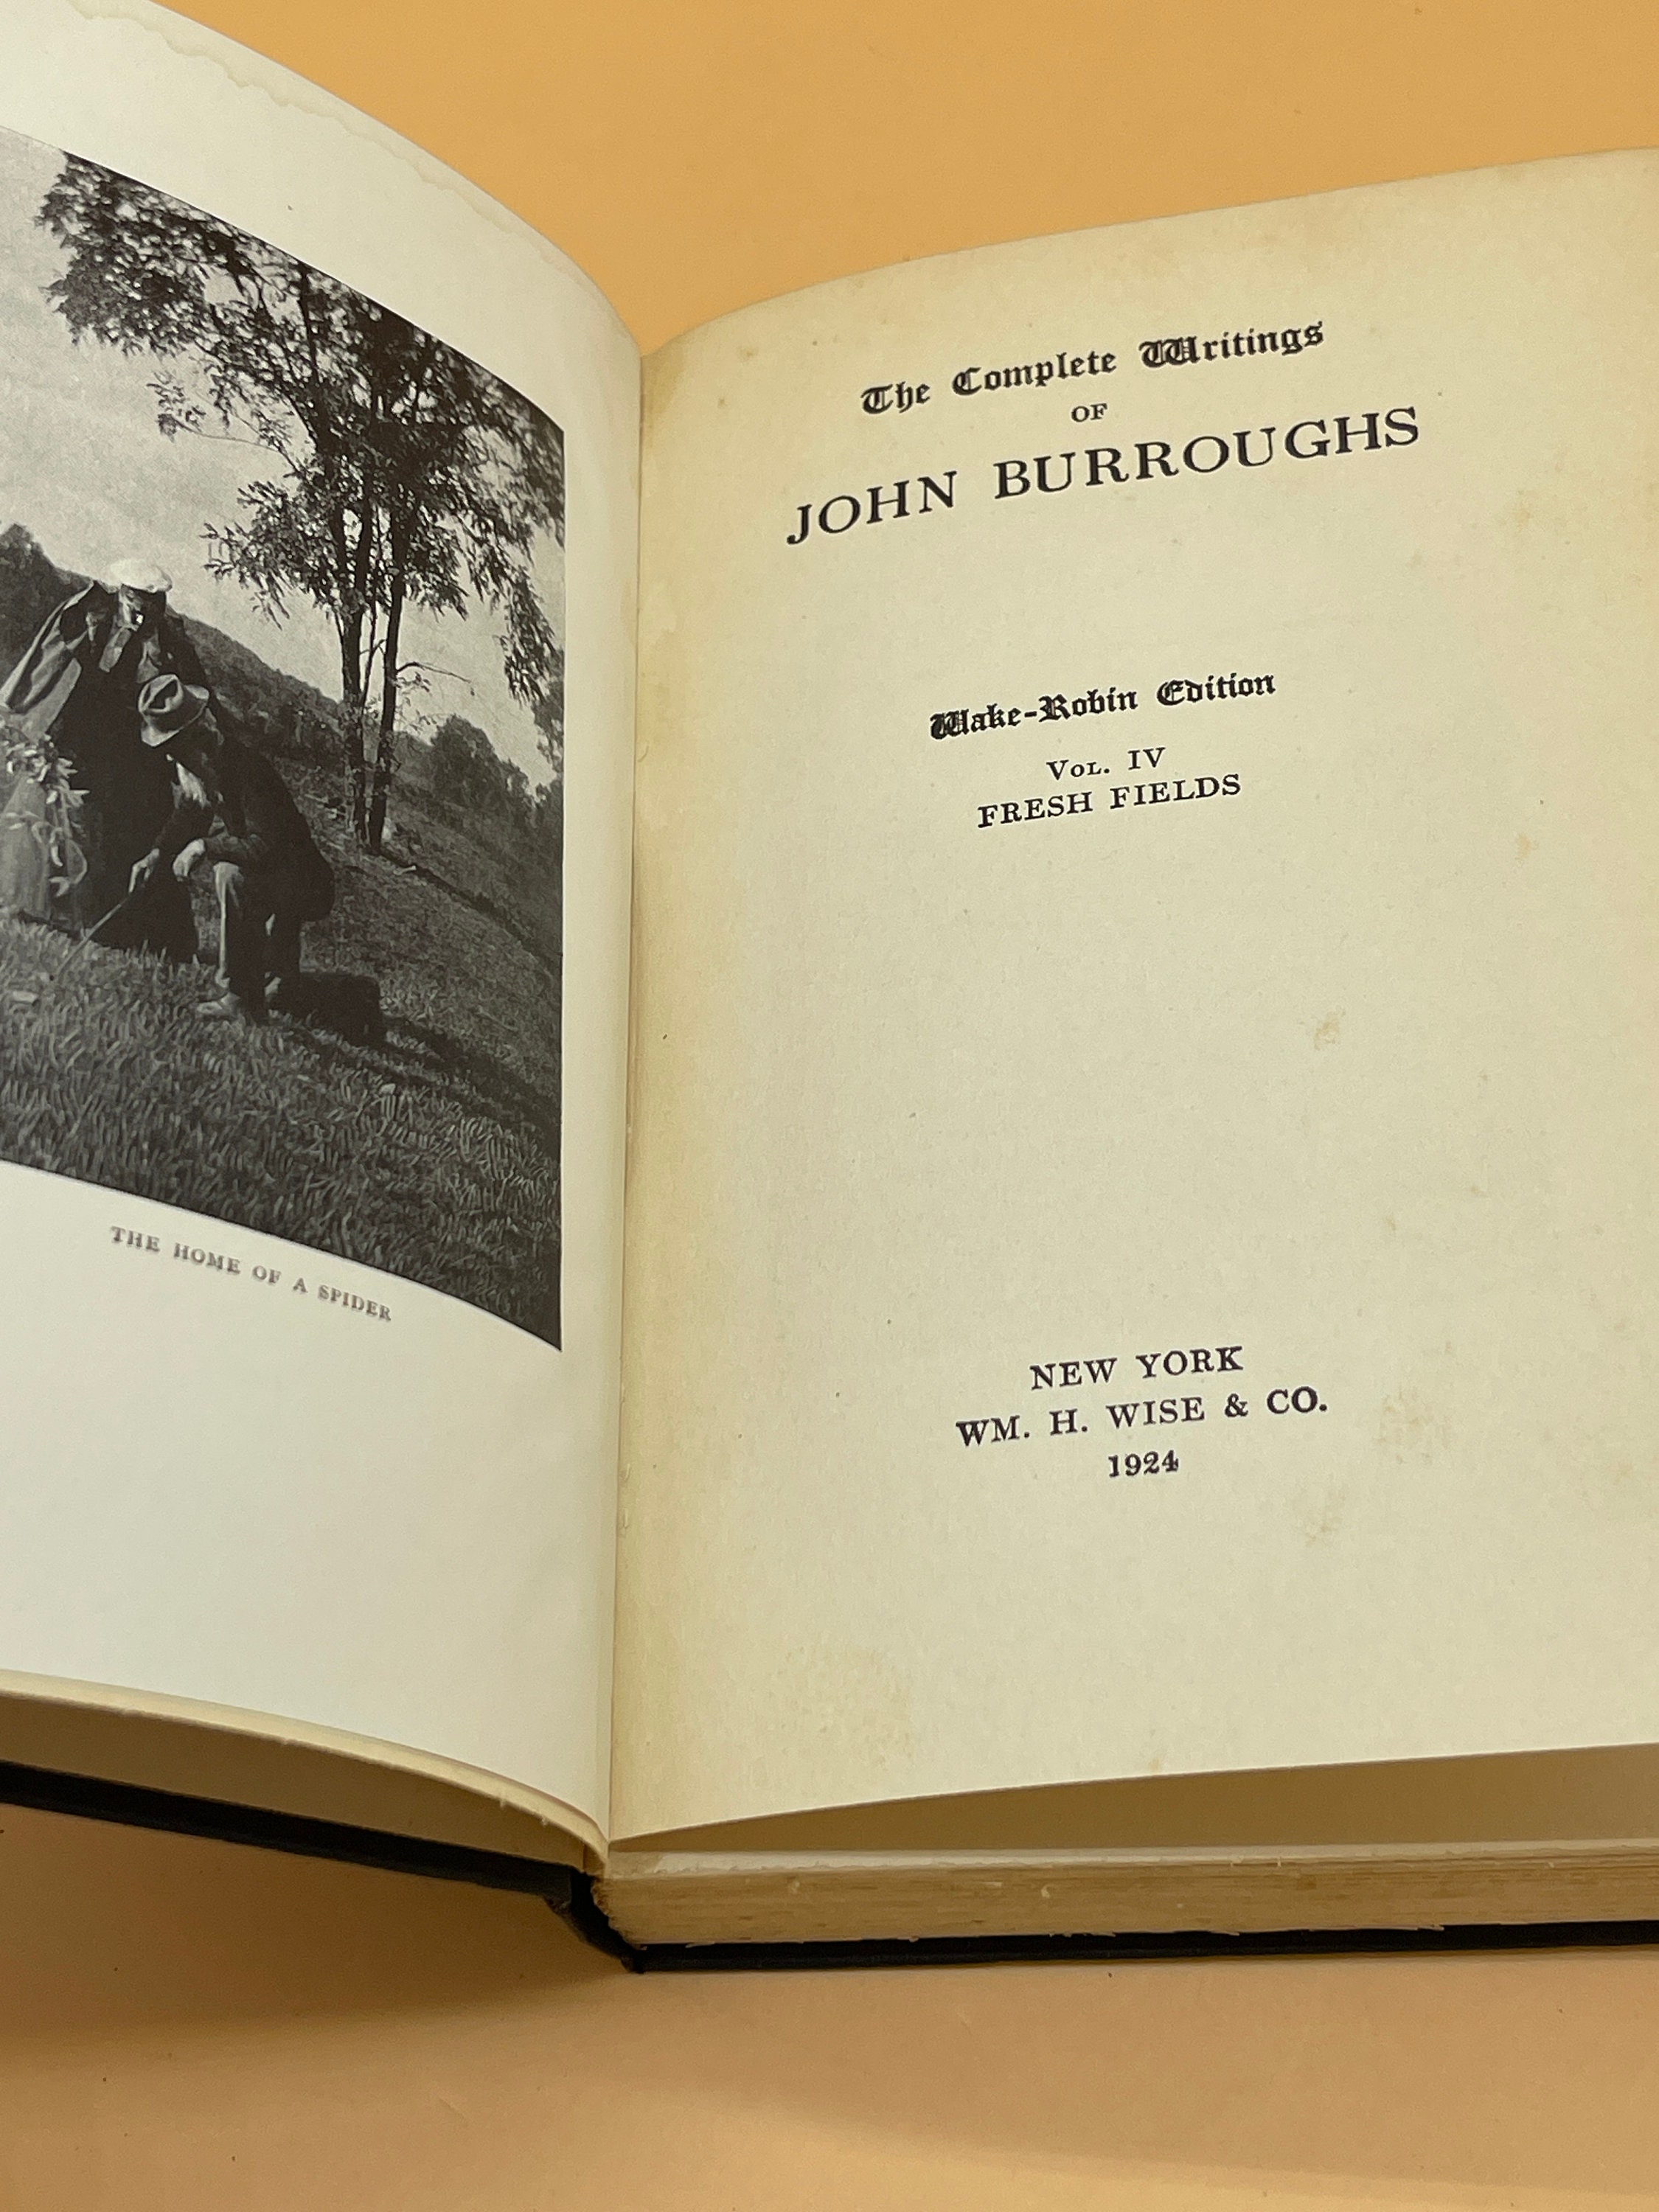 THE HOME OF A SPIDER
The Complete Writings
OF
JOHN BURROUGHS
Wake-Robin Edition
VOL. IV
FRESH FIELDS
NEW YORK
WM. H. WISE & CO.
1924